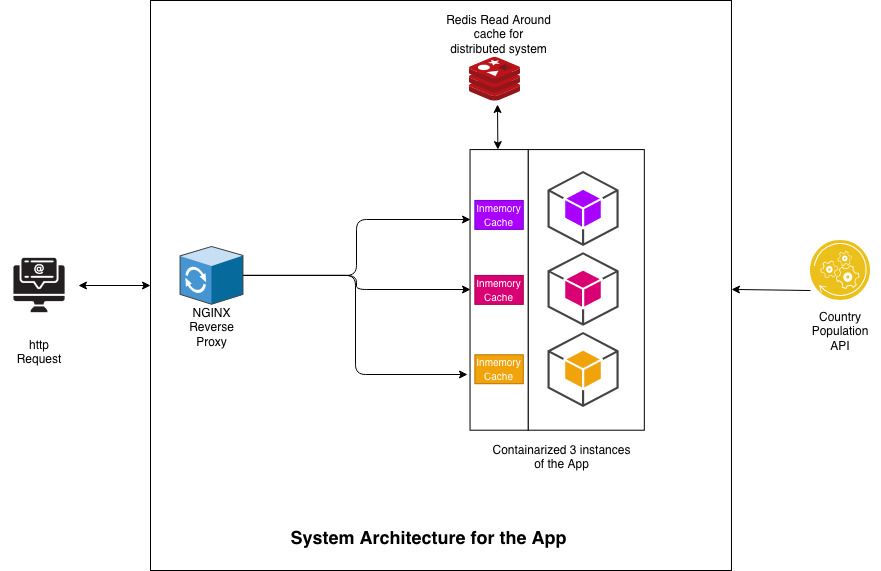 Redis Read Around
cache for
distributed system
Inmemory
Cache
Inmemory
Cache
Inmemory
Cache
@
NGINX
Reverse
Proxy
http
Request
Country
Population
API
Containarized 3 instances
of the App
System Architecture for the App